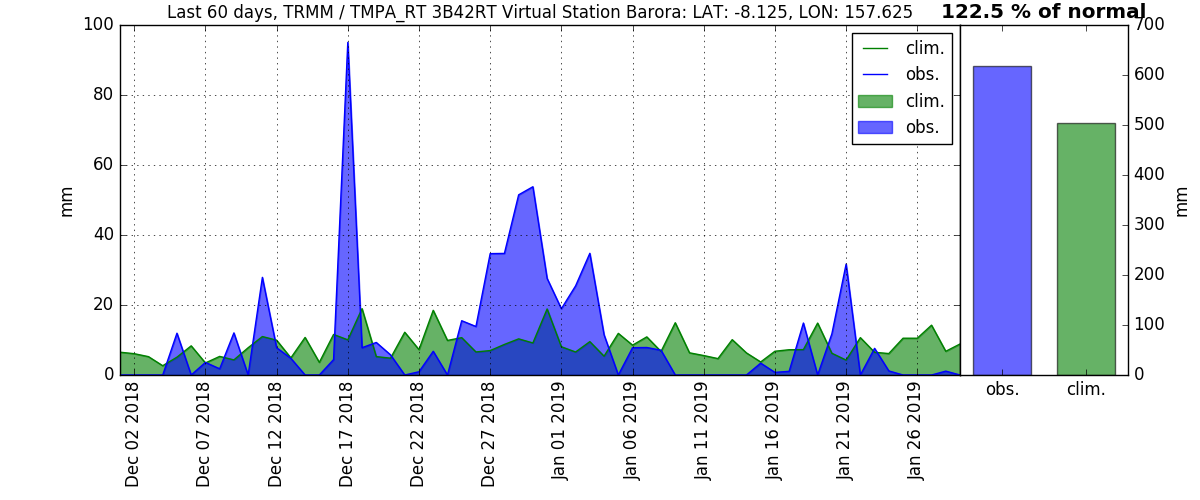 Last 60 days, TRMM / TMPA_RT 3B42RT Virtual Station Barora: LAT: -8.125, LON: 157.625
122.5 % of normal
100
80
60
40
20
0
mm
clim.
obs.
clim.
obs.
Dec 02 2018
Dec 07 2018
Dec 12 2018
Dec 17 2018
Dec 22 2018
Dec 27 2018
Jan 01 2019
Jan 06 2019
Jan 11 2019
Jan 16 2019
Jan 21 2019
Jan 26 2019
700
600
500
400
300
200
100
0
mm
obs.
clim.